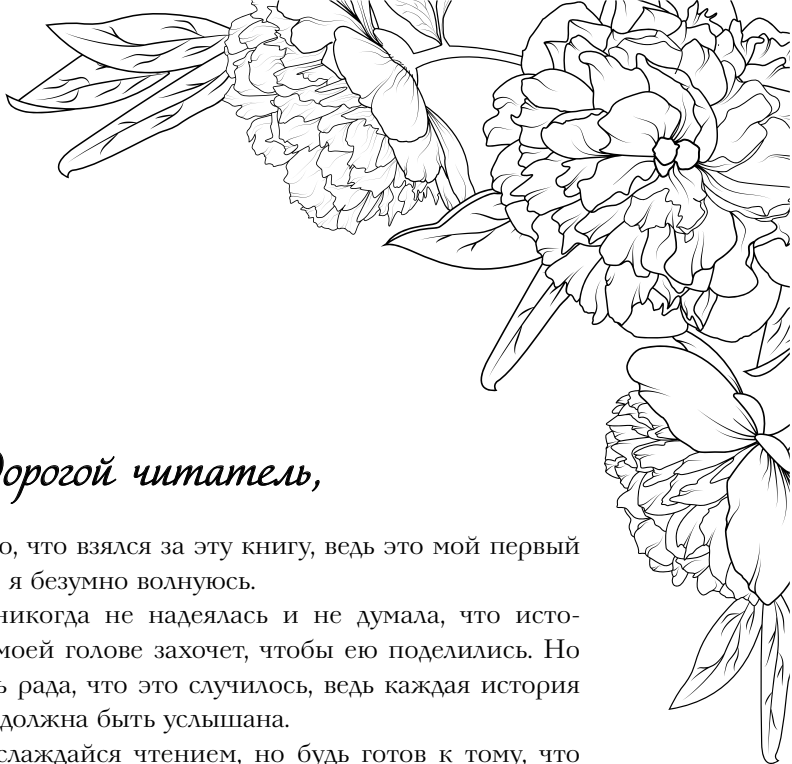 дорогой читатель,
о, что взялся за эту книгу, ведь это мой первый
я безумно волнуюсь.
никогда не надеялась и не думала, что исто-
моей голове захочет, чтобы ею поделились. Но
ь рада, что это случилось, ведь каждая история
должна быть услышана.
слаждайся чтением, но будь готов к тому, что